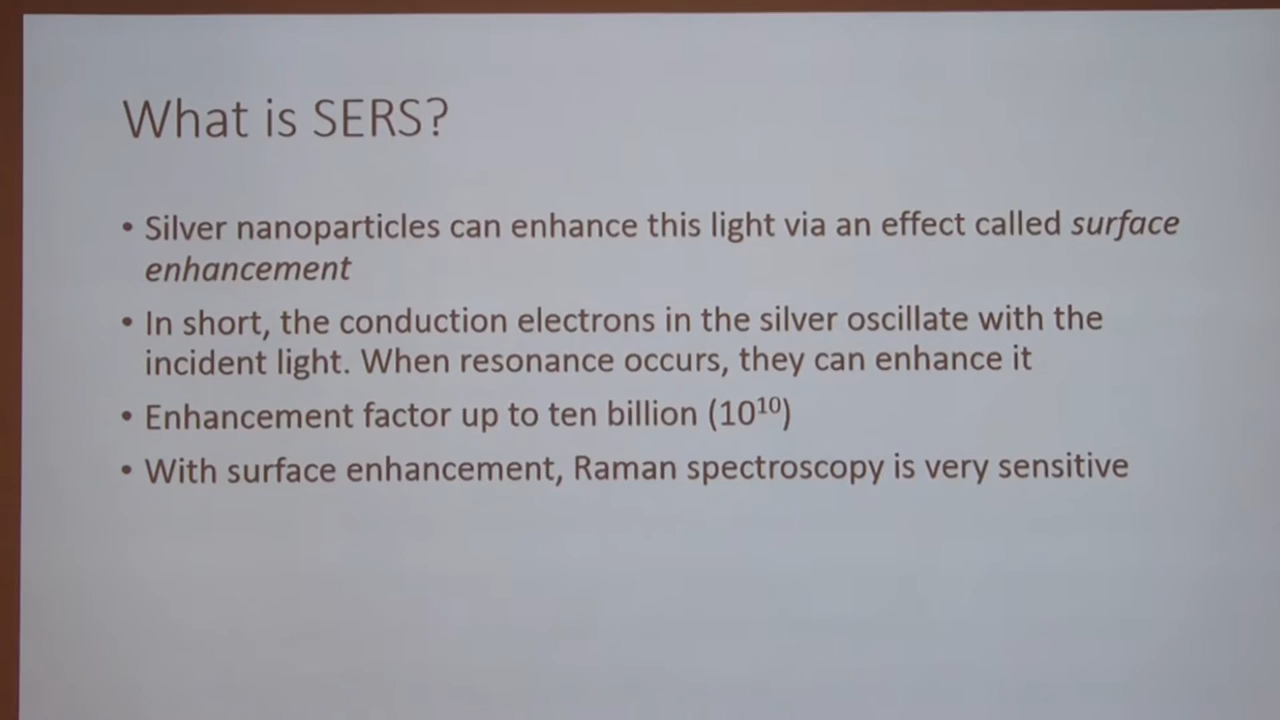 What is SERS?
• Silver nanoparticles can enhance this light via an effect called surface
enhancement
• In short, the conduction electrons in the silver oscillate with the
incident light. When resonance occurs, they can enhance it
• Enhancement factor up to ten billion (10¹⁰)
• With surface enhancement, Raman spectroscopy is very sensitive